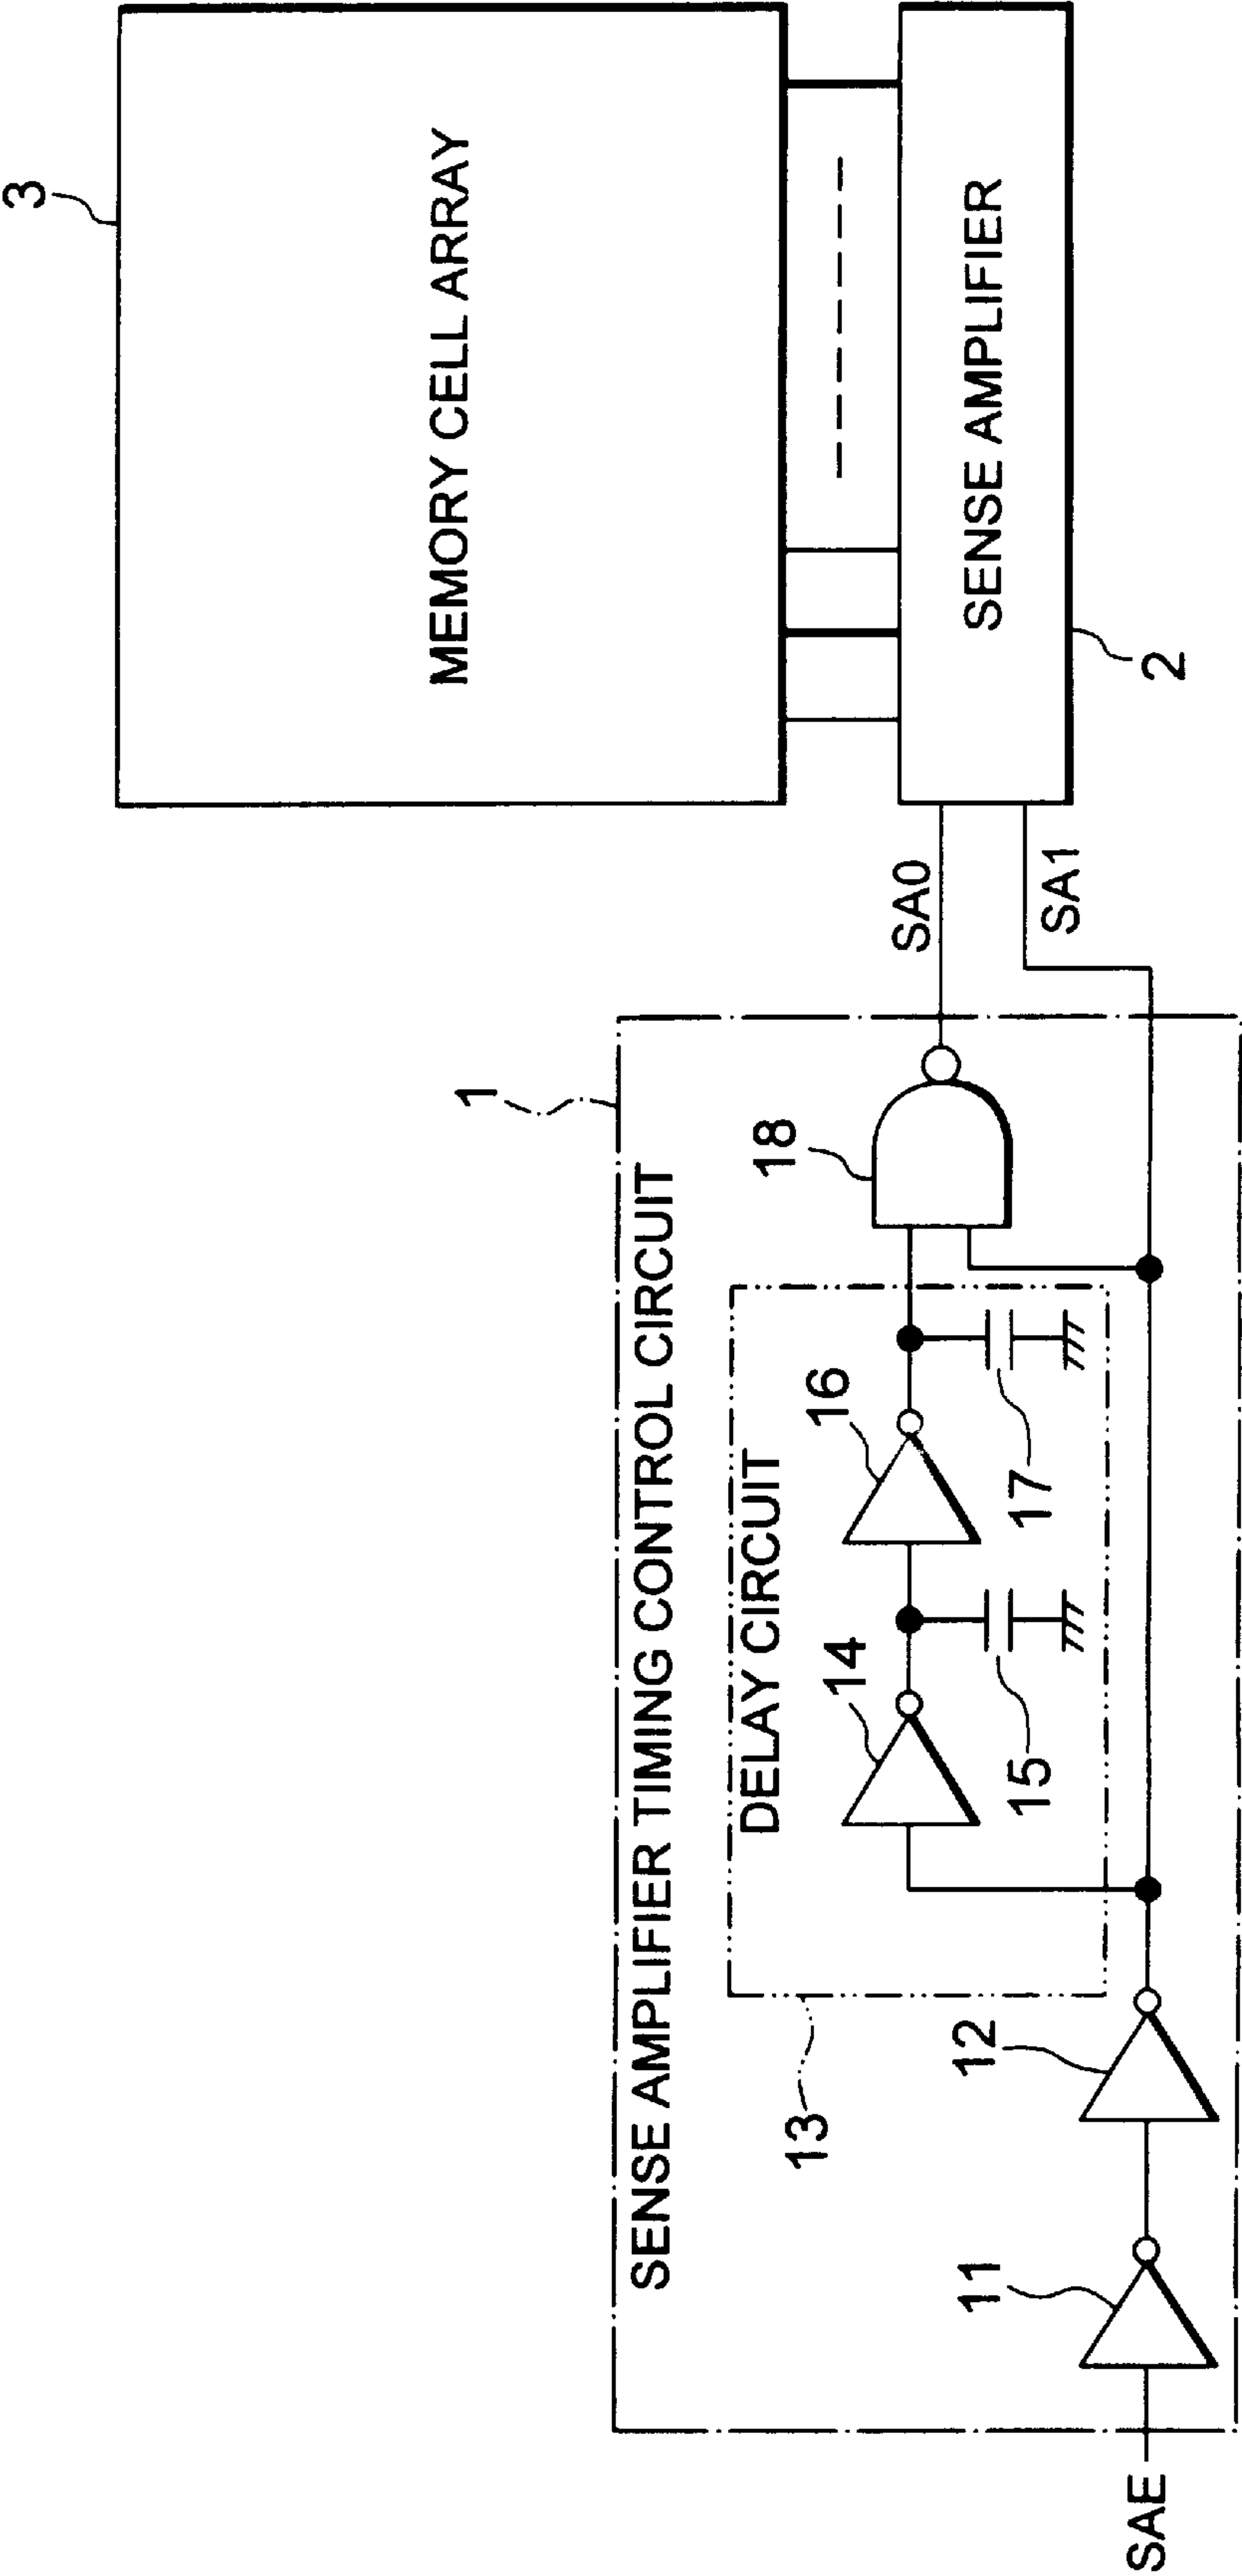 3
MEMORY CELL ARRAY
SENSE AMPLIFIER
2
SA0
SA1
1
SENSE AMPLIFIER TIMING CONTROL CIRCUIT
18
DELAY CIRCUIT
16
17
14
15
13
12
11
SAE